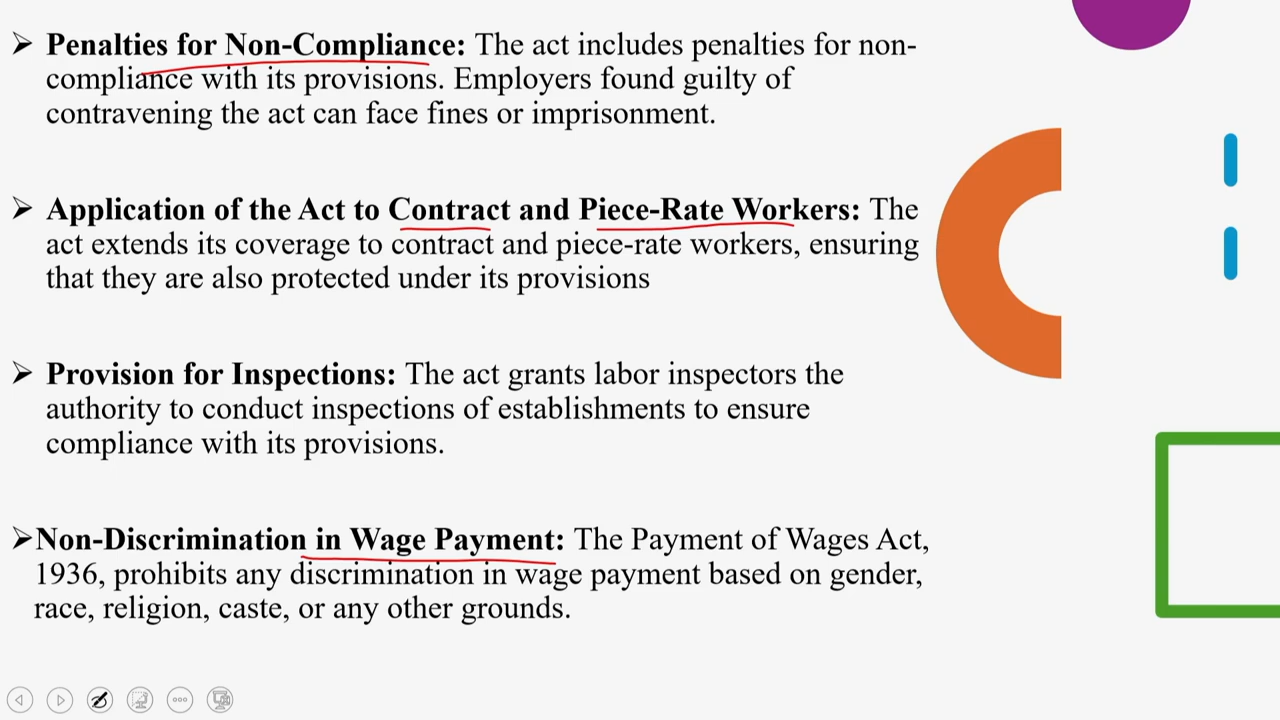 ➢ Penalties for Non-Compliance: The act includes penalties for non-
compliance with its provisions. Employers found guilty of
contravening the act can face fines or imprisonment.
➢ Application of the Act to Contract and Piece-Rate Workers: The
act extends its coverage to contract and piece-rate workers, ensuring
that they are also protected under its provisions
➢ Provision for Inspections: The act grants labor inspectors the
authority to conduct inspections of establishments to ensure
compliance with its provisions.
➢Non-Discrimination in Wage Payment: The Payment of Wages Act,
1936, prohibits any discrimination in wage payment based on gender,
race, religion, caste, or any other grounds.